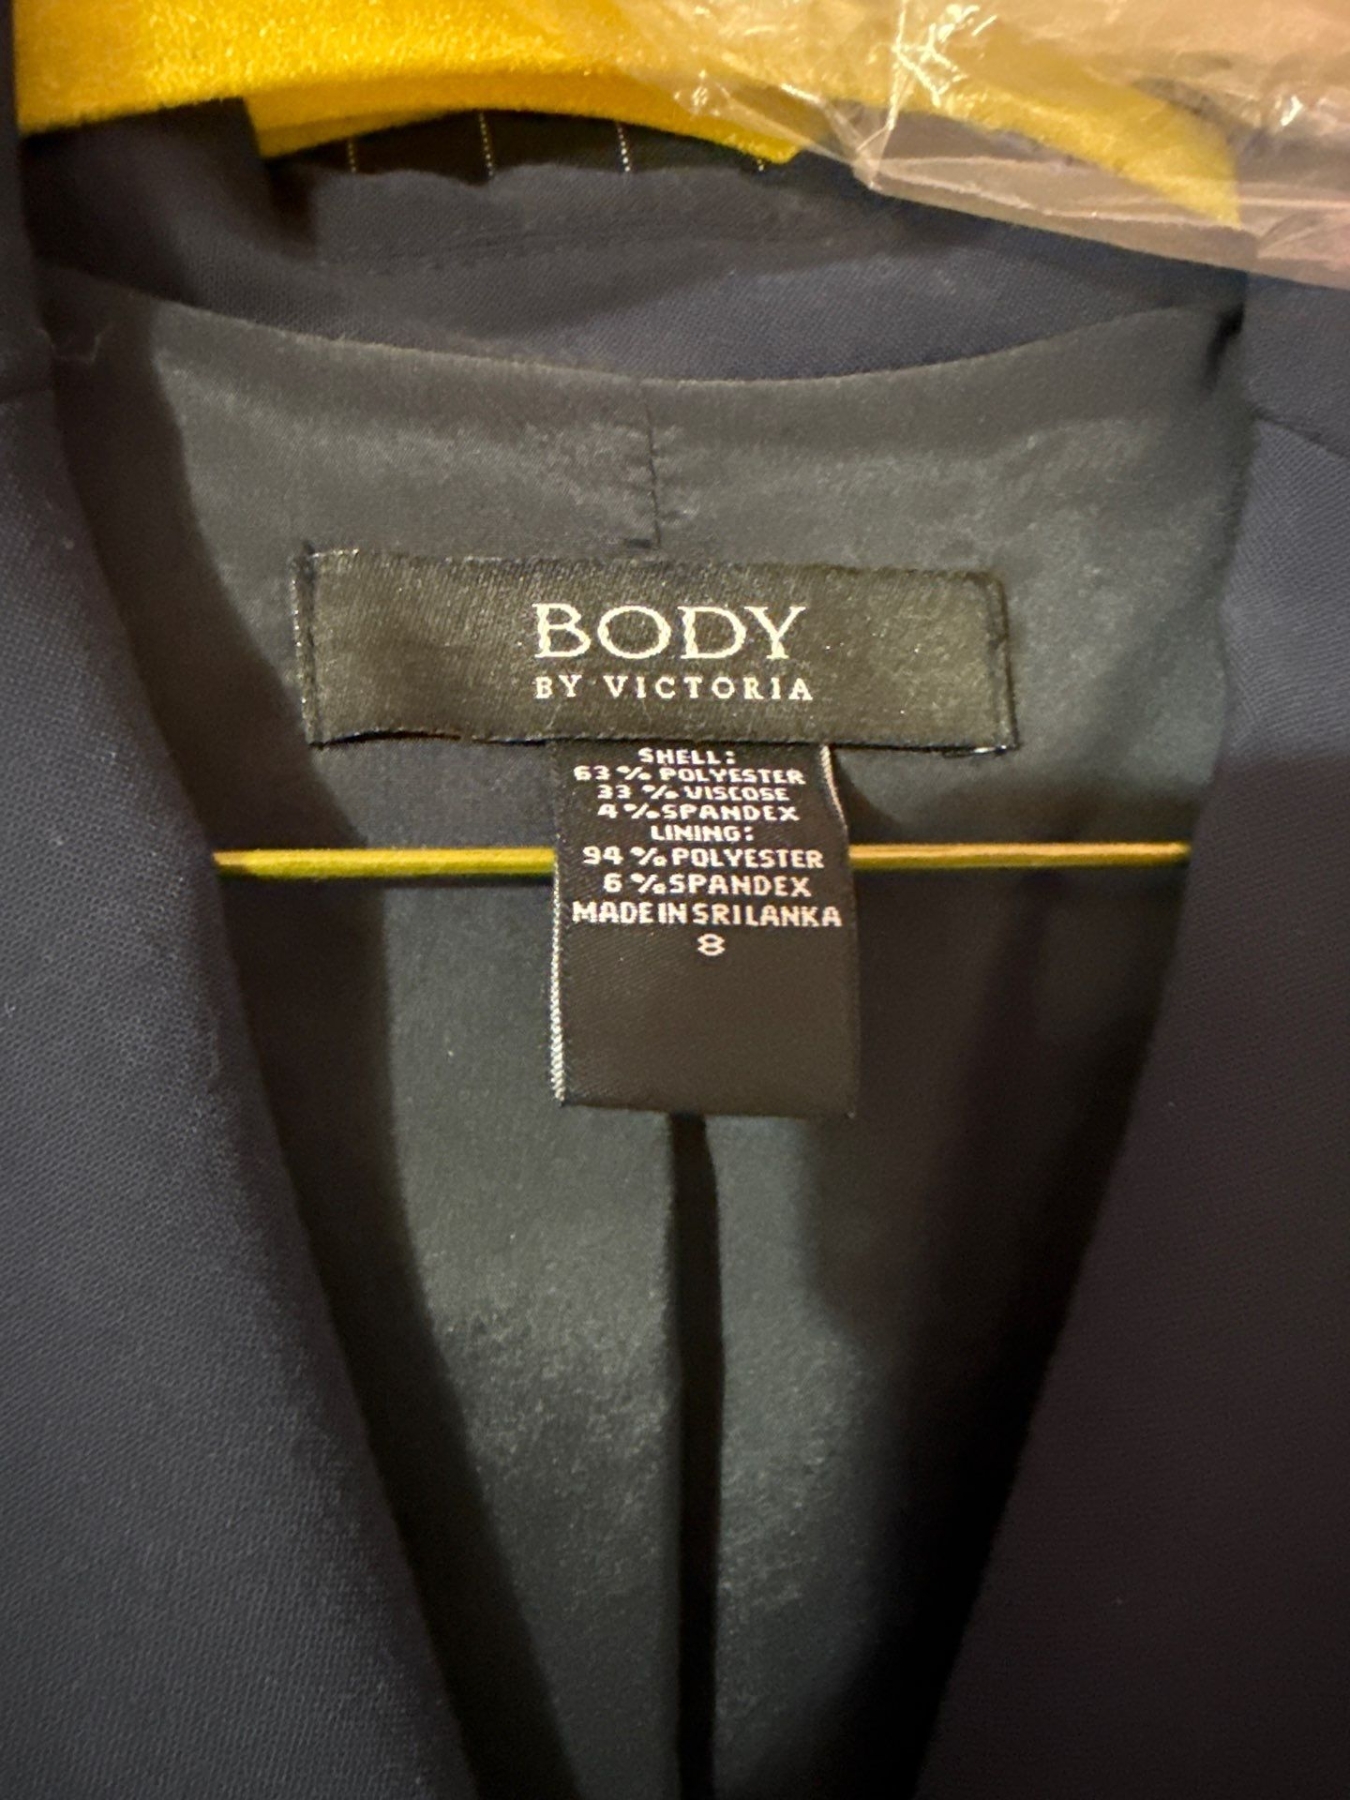 BODY
BY VICTORIA
SHELL:
63 % POLYESTER
33 % VISCOSE
4 % SPANDEX
LINING:
94 % POLYESTER
6 % SPANDEX
MADE IN SRI LANKA
8